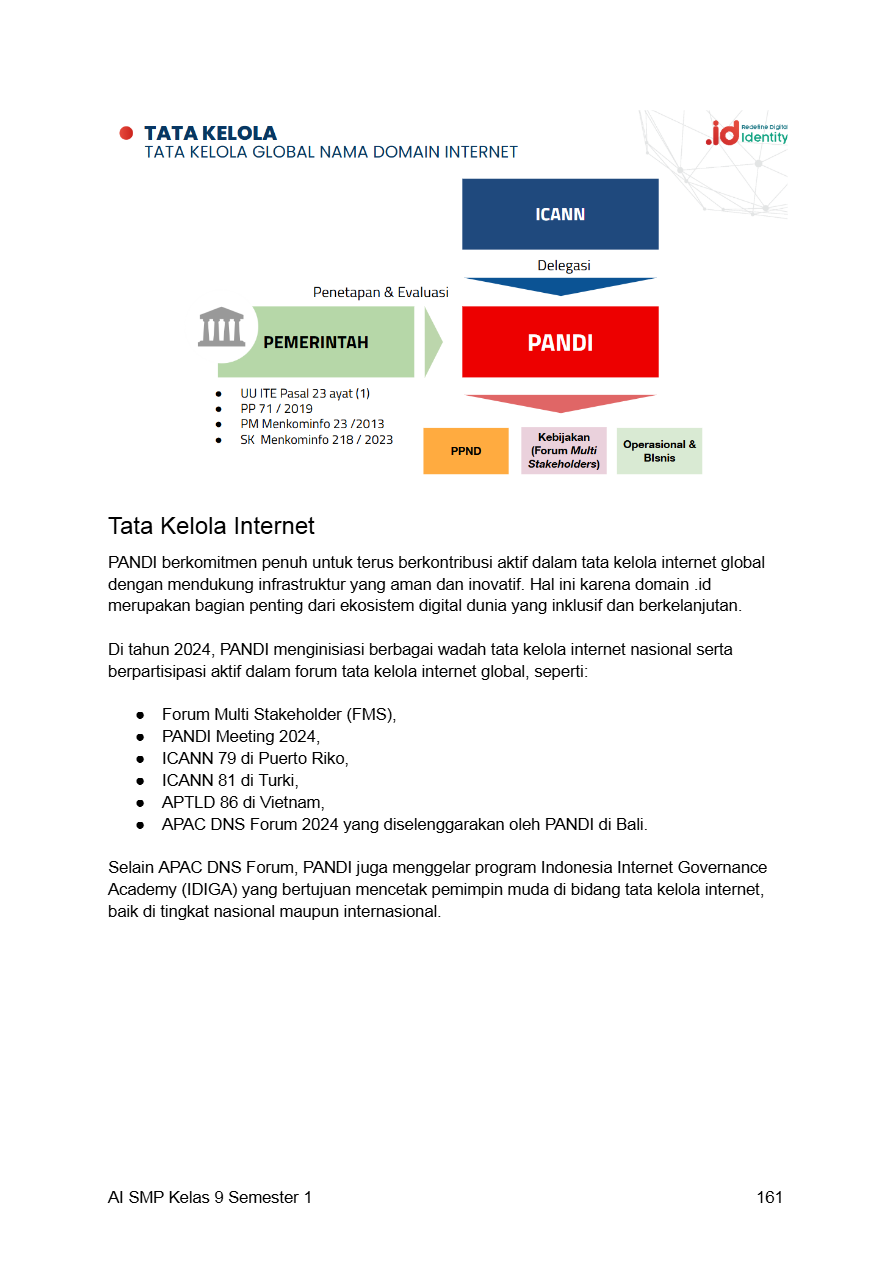 TATA KELOLA
TATA KELOLA GLOBAL NAMA DOMAIN INTERNET
.id Redefine Digital
Identity
ICANN
Delegasi
Penetapan & Evaluasi
PEMERINTAH
PANDI
● UU ITE Pasal 23 ayat (1)
● PP 71 / 2019
● PM Menkominfo 23 /2013
● SK Menkominfo 218 / 2023
PPND
Kebijakan
(Forum Multi
Stakeholders)
Operasional &
BIsnis
Tata Kelola Internet
PANDI berkomitmen penuh untuk terus berkontribusi aktif dalam tata kelola internet global
dengan mendukung infrastruktur yang aman dan inovatif. Hal ini karena domain .id
merupakan bagian penting dari ekosistem digital dunia yang inklusif dan berkelanjutan.
Di tahun 2024, PANDI menginisiasi berbagai wadah tata kelola internet nasional serta
berpartisipasi aktif dalam forum tata kelola internet global, seperti:
● Forum Multi Stakeholder (FMS),
● PANDI Meeting 2024,
● ICANN 79 di Puerto Riko,
● ICANN 81 di Turki,
● APTLD 86 di Vietnam,
● APAC DNS Forum 2024 yang diselenggarakan oleh PANDI di Bali.
Selain APAC DNS Forum, PANDI juga menggelar program Indonesia Internet Governance
Academy (IDIGA) yang bertujuan mencetak pemimpin muda di bidang tata kelola internet,
baik di tingkat nasional maupun internasional.
AI SMP Kelas 9 Semester 1 161